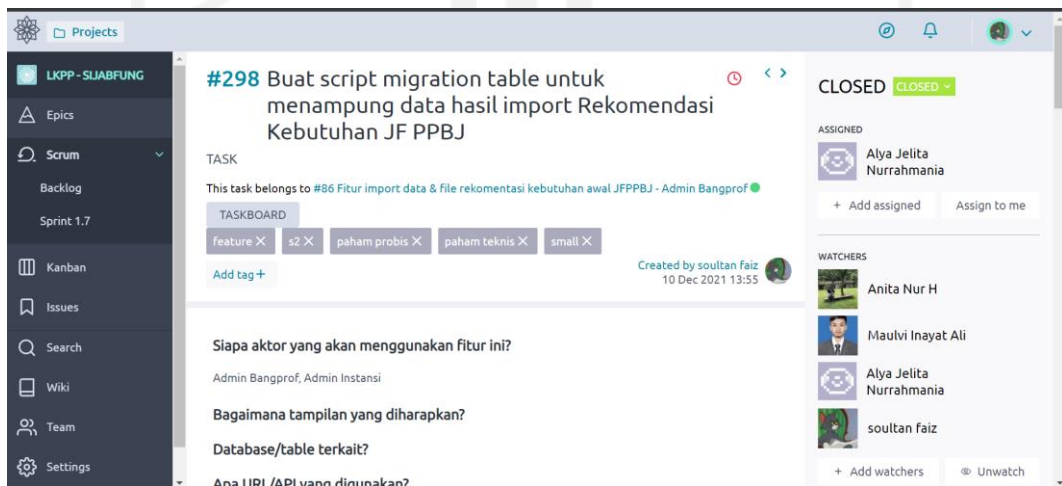 Projects
LKPP - SIJABFUNG
Epics
Scrum
Backlog
Sprint 1.7
Kanban
Issues
Search
Wiki
Team
Settings
#298 Buat script migration table untuk
menampung data hasil import Rekomendasi
Kebutuhan JF PPBJ
TASK
This task belongs to #86 Fitur import data & file rekomentasi kebutuhan awal JFPPBJ - Admin Bangprof
TASKBOARD
feature X s2 X paham probis X paham teknis X small X
Add tag +
Created by soultan faiz
10 Dec 2021 13:55
Siapa aktor yang akan menggunakan fitur ini?
Admin Bangprof, Admin Instansi
Bagaimana tampilan yang diharapkan?
Database/table terkait?
Apa URL/API yang digunakan?
CLOSED CLOSED
ASSIGNED
Alya Jelita
Nurrahmania
+ Add assigned Assign to me
WATCHERS
Anita Nur H
Maulvi Inayat Ali
Alya Jelita
Nurrahmania
soultan faiz
+ Add watchers Unwatch